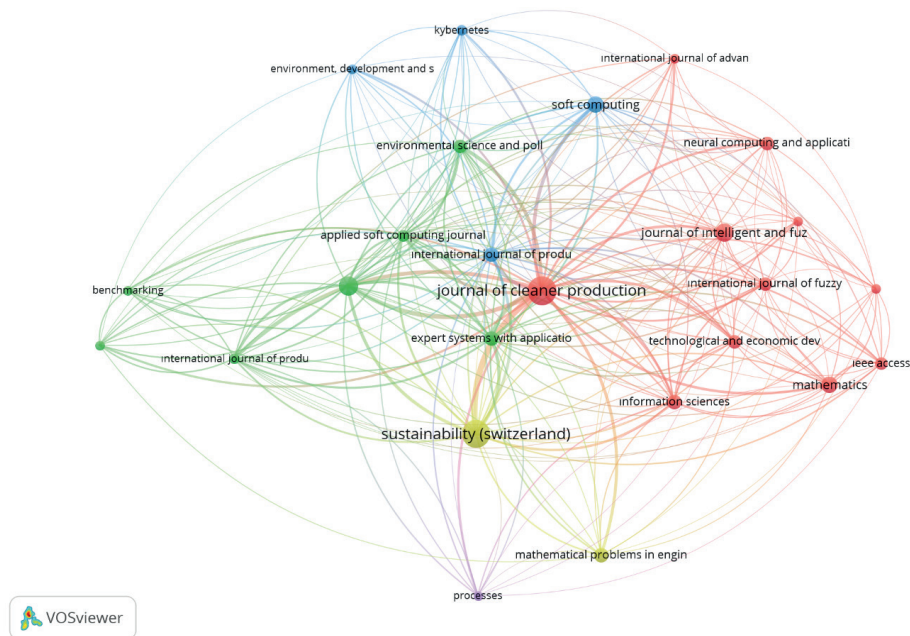 kybernetes
international journal of advan
environment, development and s
soft computing
environmental science and poll
neural computing and applicati
applied soft computing journal
journal of intelligent and fuz
international journal of produ
benchmarking
journal of cleaner production
international journal of fuzzy
expert systems with applicatio
technological and economic dev
international journal of produ
ieee access
mathematics
information sciences
sustainability (switzerland)
mathematical problems in engin
processes
VOSviewer